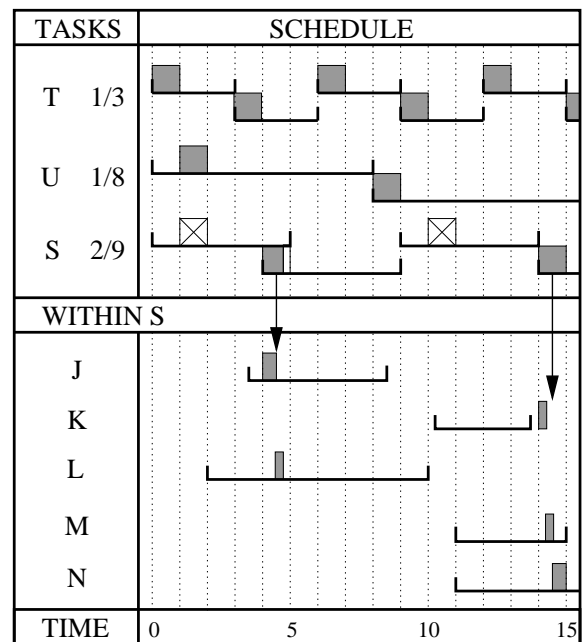 TASKS SCHEDULE
T 1/3
U 1/8
S 2/9
WITHIN S
J
K
L
M
N
TIME 0 5 10 15